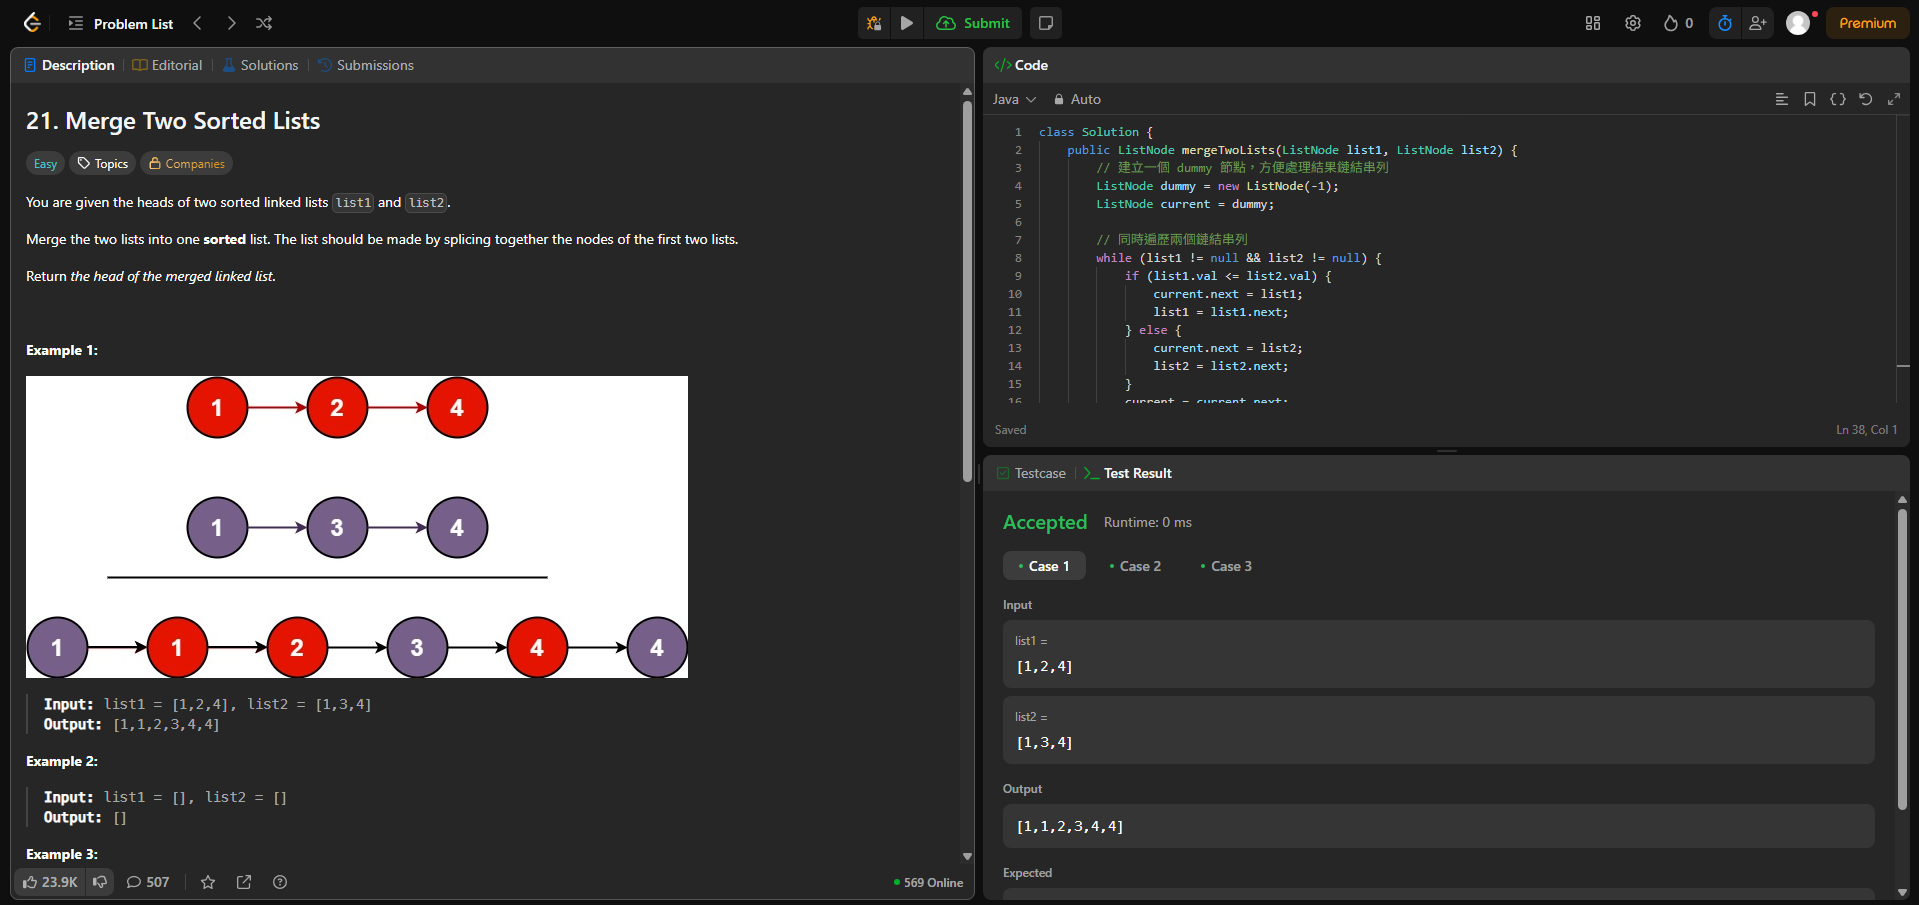 Problem List
Submit
0
Premium
Description
Editorial
Solutions
Submissions
21. Merge Two Sorted Lists
Easy
Topics
Companies
You are given the heads of two sorted linked lists list1 and list2.
Merge the two lists into one sorted list. The list should be made by splicing together the nodes of the first two lists.
Return the head of the merged linked list.
Example 1:
1 2 4
1 3 4
1 1 2 3 4 4
Input: list1 = [1,2,4], list2 = [1,3,4]
Output: [1,1,2,3,4,4]
Example 2:
Input: list1 = [], list2 = []
Output: []
Example 3:
23.9K
507
569 Online
</> Code
Java
Auto
1 class Solution {
2 public ListNode mergeTwoLists(ListNode list1, ListNode list2) {
3 // 建立一個 dummy 節點，方便處理結果鏈結串列
4 ListNode dummy = new ListNode(-1);
5 ListNode current = dummy;
6
7 // 同時遍歷兩個鏈結串列
8 while (list1 != null && list2 != null) {
9 if (list1.val <= list2.val) {
10 current.next = list1;
11 list1 = list1.next;
12 } else {
13 current.next = list2;
14 list2 = list2.next;
15 }
16 current = current.next;
Saved
Ln 38, Col 1
Testcase
Test Result
Accepted
Runtime: 0 ms
Case 1
Case 2
Case 3
Input
list1 =
[1,2,4]
list2 =
[1,3,4]
Output
[1,1,2,3,4,4]
Expected